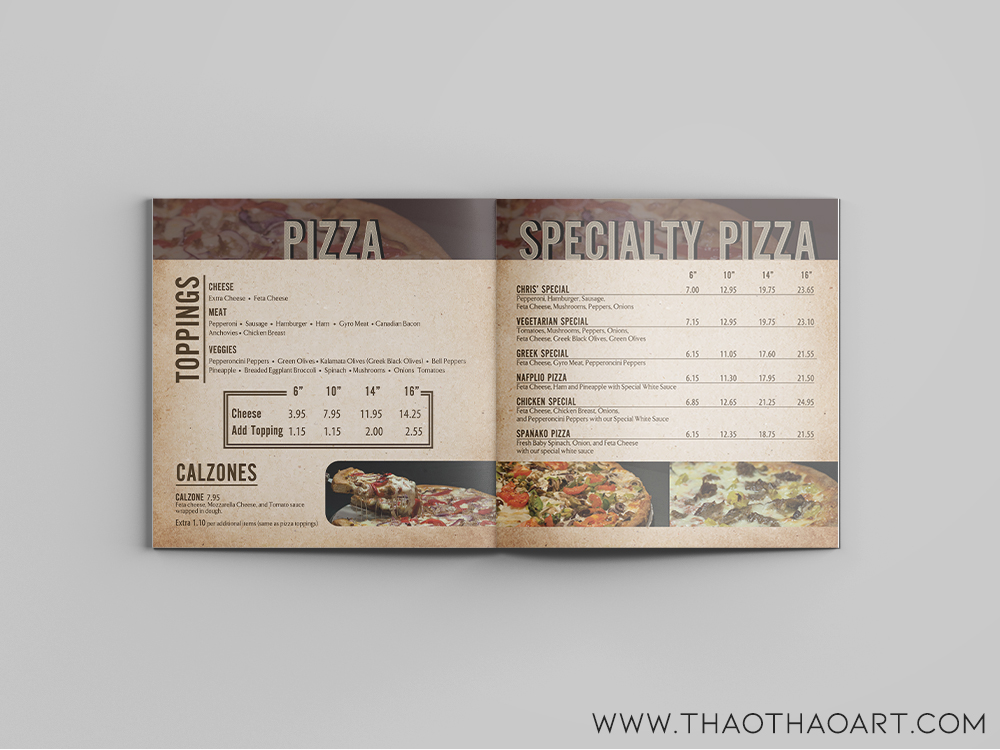 PIZZA
TOPPINGS
CHEESE
Extra Cheese • Feta Cheese
MEAT
Pepperoni • Sausage • Hamburger • Ham • Gyro Meat • Canadian Bacon
Anchovies • Chicken Breast
VEGGIES
Pepperoncini Peppers • Green Olives • Kalamata Olives (Greek Black Olives) • Bell Peppers
Pineapple • Breaded Eggplant Broccoli • Spinach • Mushrooms • Onions Tomatoes
6" 10" 14" 16"
Cheese 3.95 7.95 11.95 14.25
Add Topping 1.15 1.15 2.00 2.55
CALZONES
CALZONE 7.95
Feta cheese, Mozzarella Cheese, and Tomato sauce
wrapped in dough.
Extra 1.10 per additional items (same as pizza toppings)
SPECIALTY PIZZA
6" 10" 14" 16"
CHRIS' SPECIAL 7.00 12.95 19.75 23.65
Pepperoni, Hamburger, Sausage,
Feta Cheese, Mushrooms, Peppers, Onions
VEGETARIAN SPECIAL 7.15 12.95 19.75 23.10
Tomatoes, Mushrooms, Peppers, Onions,
Feta Cheese, Greek Black Olives, Green Olives
GREEK SPECIAL 6.15 11.05 17.60 21.55
Feta Cheese, Gyro Meat, Pepperoncini Peppers
NAFPLIO PIZZA 6.15 11.30 17.95 21.50
Feta Cheese, Ham and Pineapple with Special White Sauce
CHICKEN SPECIAL 6.85 12.65 21.25 24.95
Feta Cheese, Chicken Breast, Onions,
and Pepperoncini Peppers with our Special White Sauce
SPANAKO PIZZA 6.15 12.35 18.75 21.55
Fresh Baby Spinach, Onion, and Feta Cheese
with our special white sauce
WWW.THAOTHAOART.COM